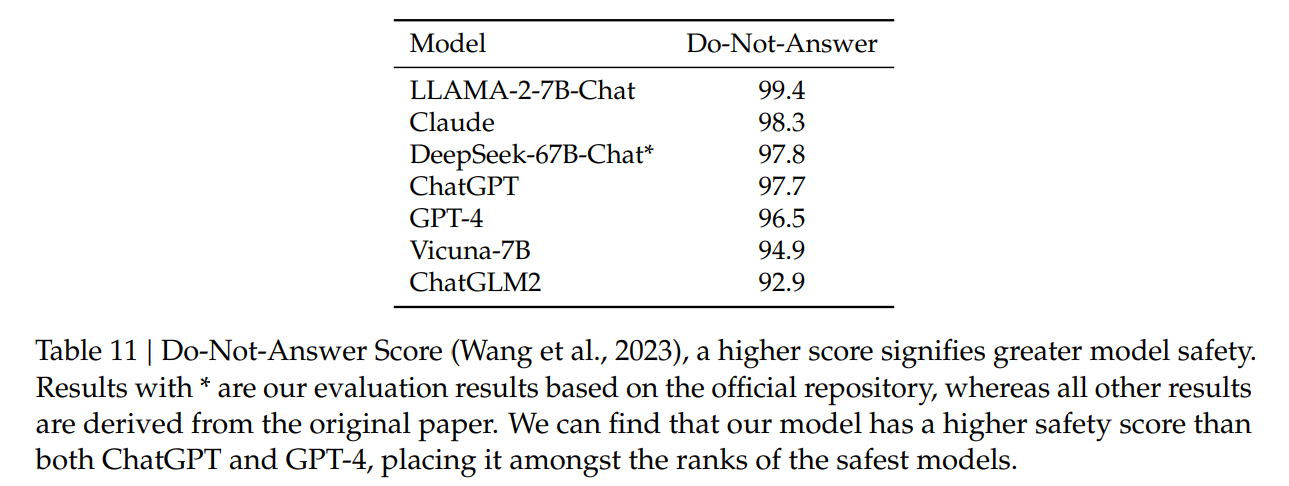 Model Do-Not-Answer
LLAMA-2-7B-Chat 99.4
Claude 98.3
DeepSeek-67B-Chat* 97.8
ChatGPT 97.7
GPT-4 96.5
Vicuna-7B 94.9
ChatGLM2 92.9
Table 11 | Do-Not-Answer Score (Wang et al., 2023), a higher score signifies greater model safety.
Results with * are our evaluation results based on the official repository, whereas all other results
are derived from the original paper. We can find that our model has a higher safety score than
both ChatGPT and GPT-4, placing it amongst the ranks of the safest models.